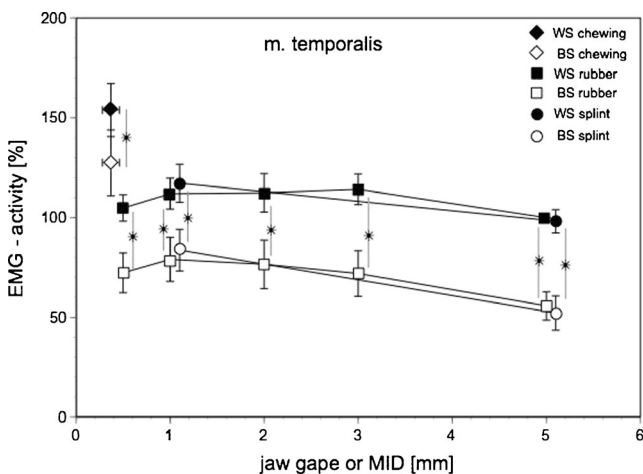 200
m. temporalis
WS chewing
BS chewing
WS rubber
BS rubber
WS splint
BS splint
150
100
50
0
EMG - activity [%]
0 1 2 3 4 5 6
jaw gape or MID [mm]